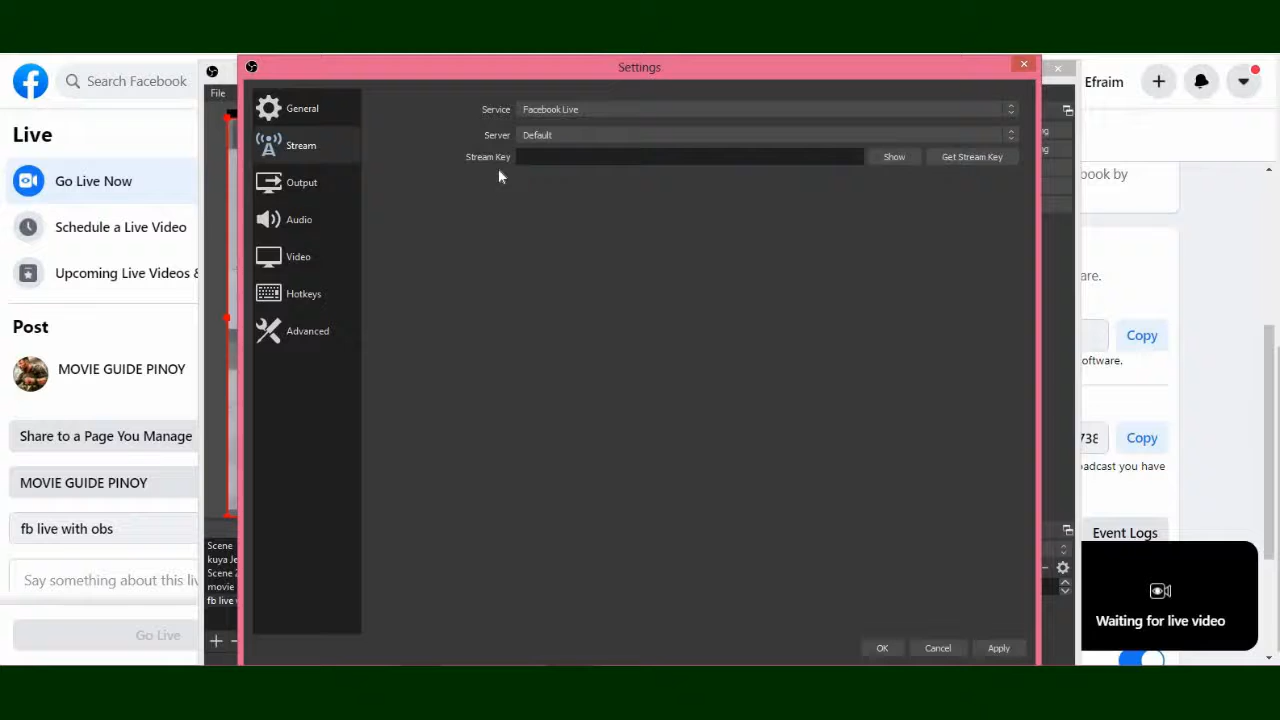 Settings
Search Facebook
Efraim
File
Live
Go Live Now
Schedule a Live Video
Upcoming Live Videos &
Post
MOVIE GUIDE PINOY
Share to a Page You Manage
MOVIE GUIDE PINOY
fb live with obs
Say something about this li
Go Live
General
Stream
Output
Audio
Video
Hotkeys
Advanced
Service
Facebook Live
Server
Default
Stream Key
Show
Get Stream Key
Scene
kuya Je
Scene
movie
fb live
OK
Cancel
Apply
ook by
re.
Copy
oftware.
738
Copy
adcast you have
Event Logs
Waiting for live video